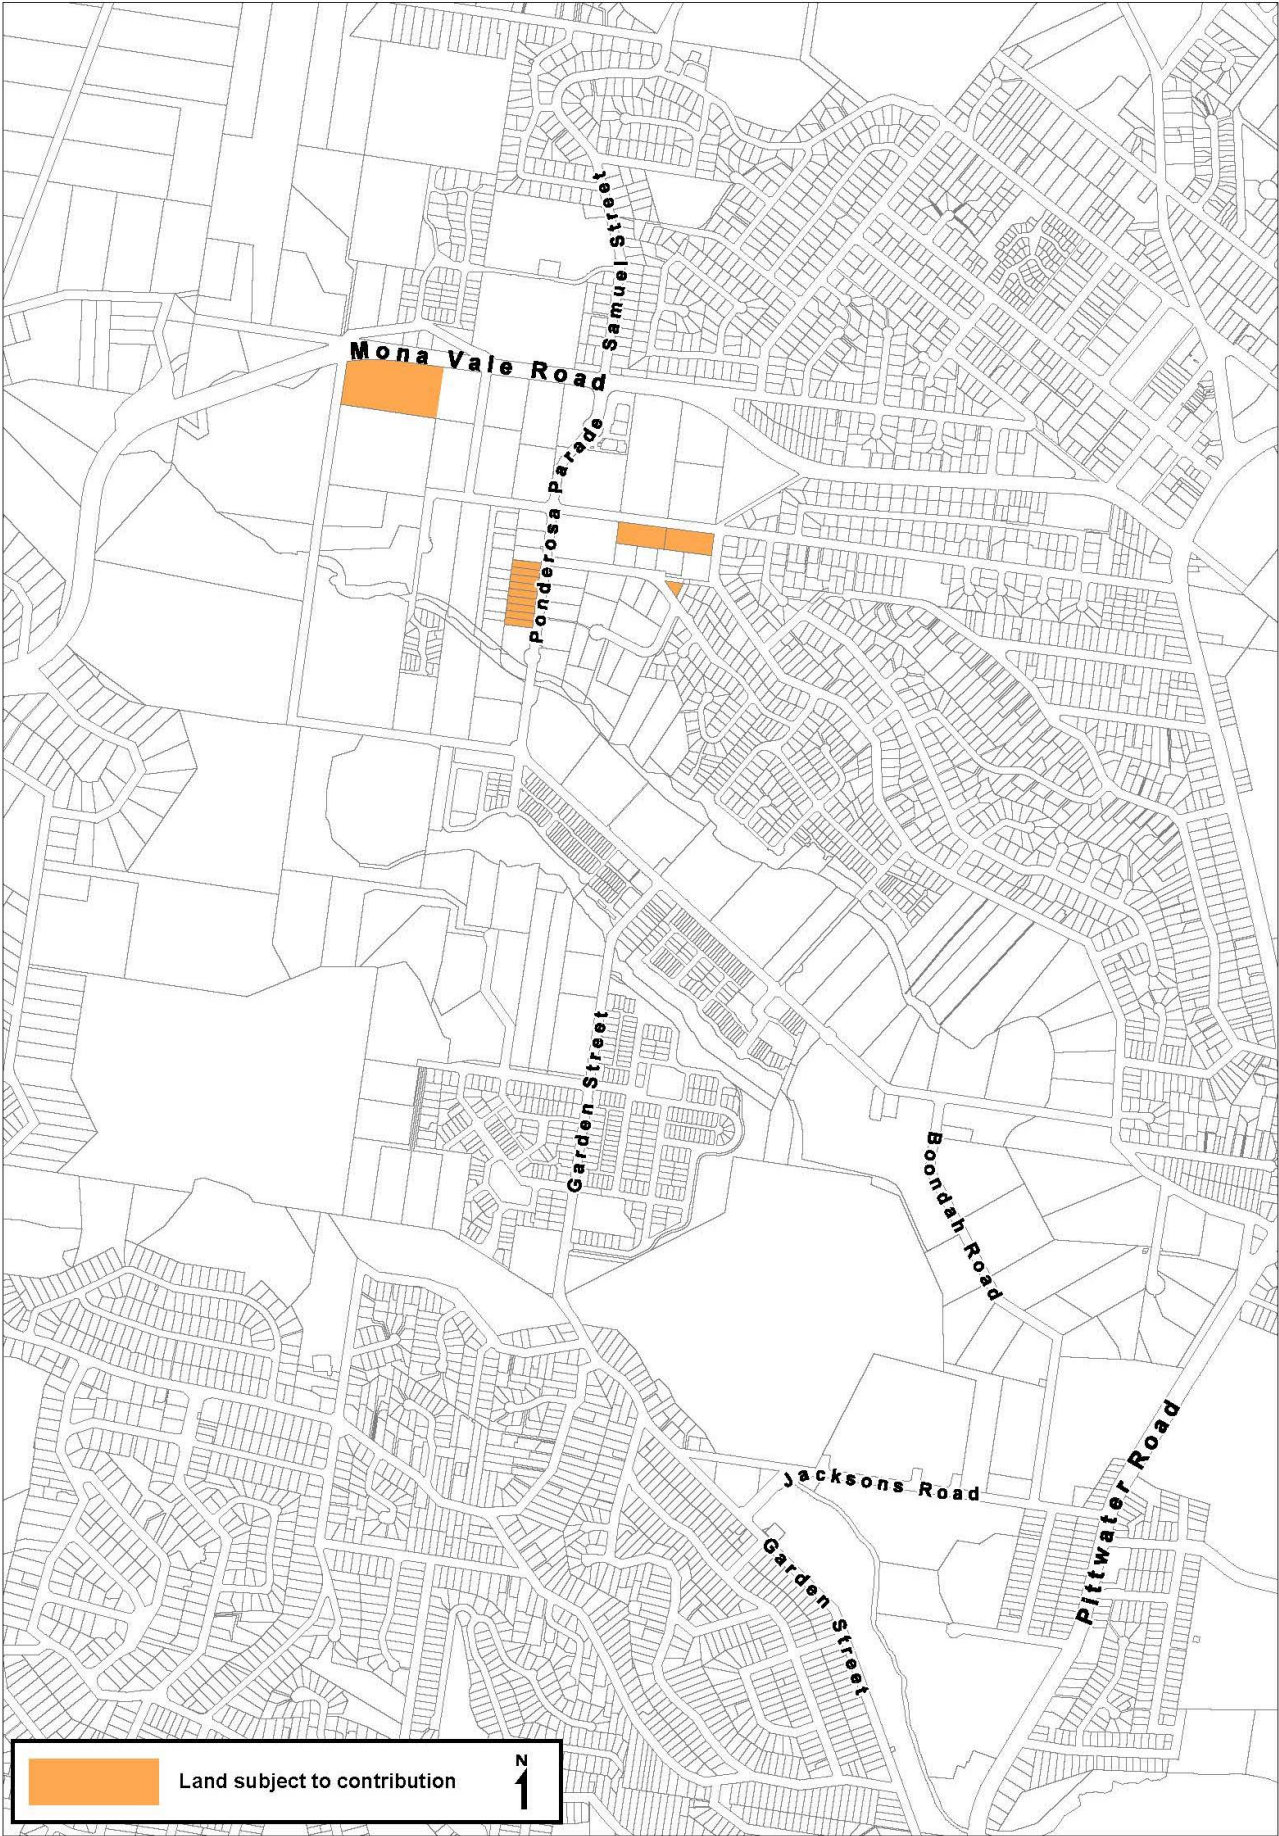 Samuel Street
Mona Vale Road
Ponderosa Parade
Garden Street
Boondah Road
Pittwater Road
Jacksons Road
Garden Street
Land subject to contribution
N